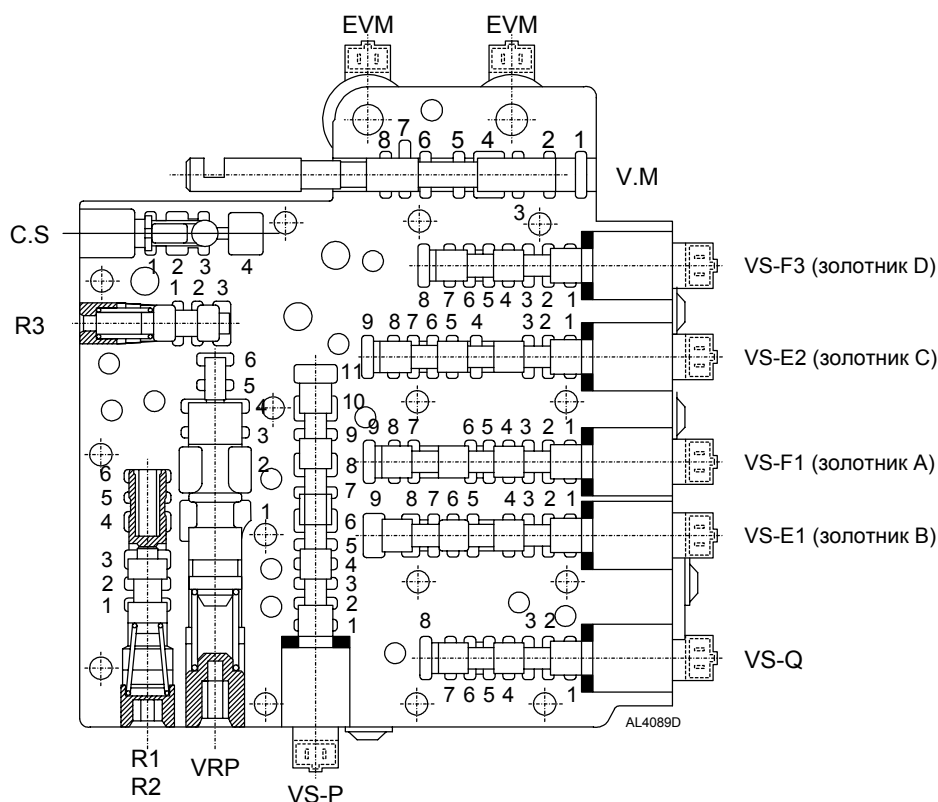 EVM EVM
8 7 6 5 4 3 2 1
V.M
C.S
1 2 3 4
8 7 6 5 4 3 2 1
VS-F3 (золотник D)
R3
1 2 3
9 8 7 6 5 4 3 2 1
VS-E2 (золотник C)
6
5
4
3
2
1
11
10
9
8
7
6
5
4
3
2
1
9 8 7 6 5 4 3 2 1
VS-F1 (золотник A)
6
5
4
3
2
1
9 8 7 6 5 4 3 2 1
VS-E1 (золотник B)
8 3 2
7 6 5 4 1
VS-Q
AL4089D
R1
R2
VRP
VS-P